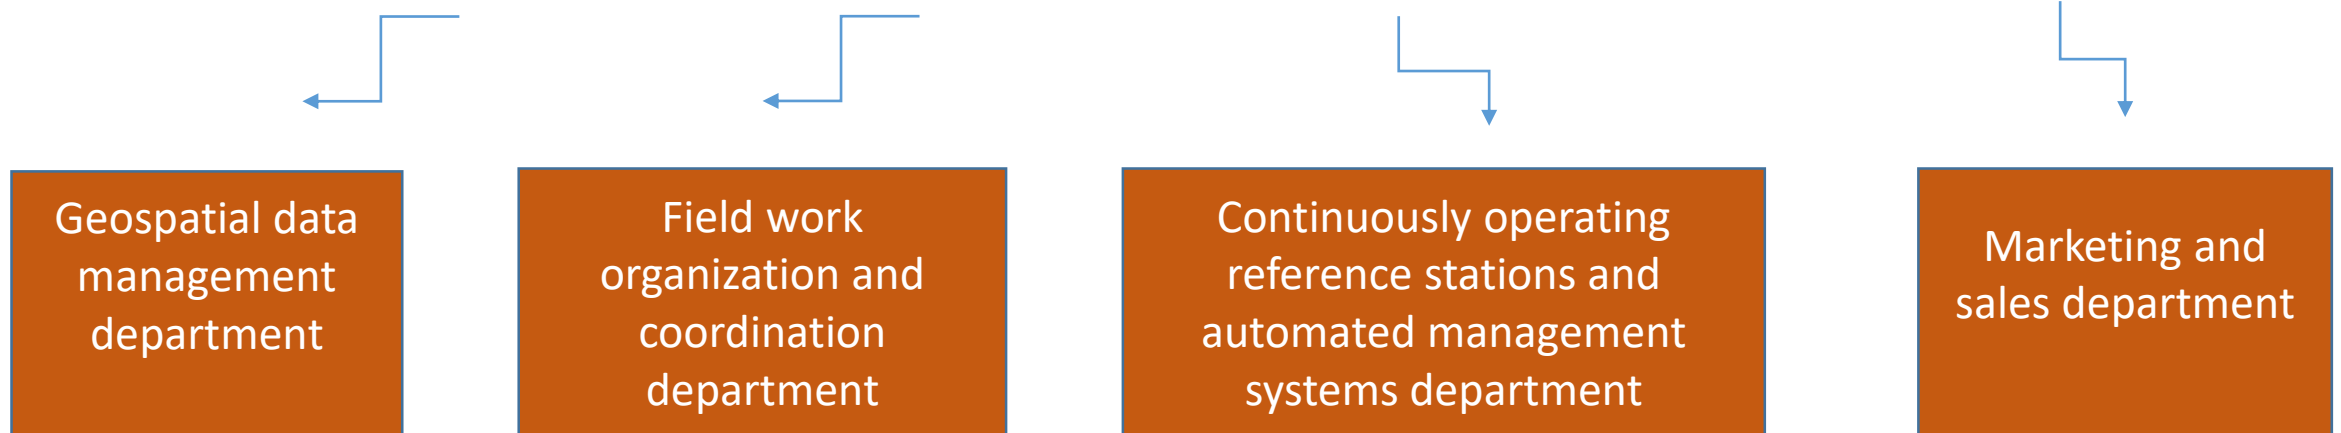 Geospatial data
management
department
Field work
organization and
coordination
department
Continuously operating
reference stations and
automated management
systems department
Marketing and
sales department